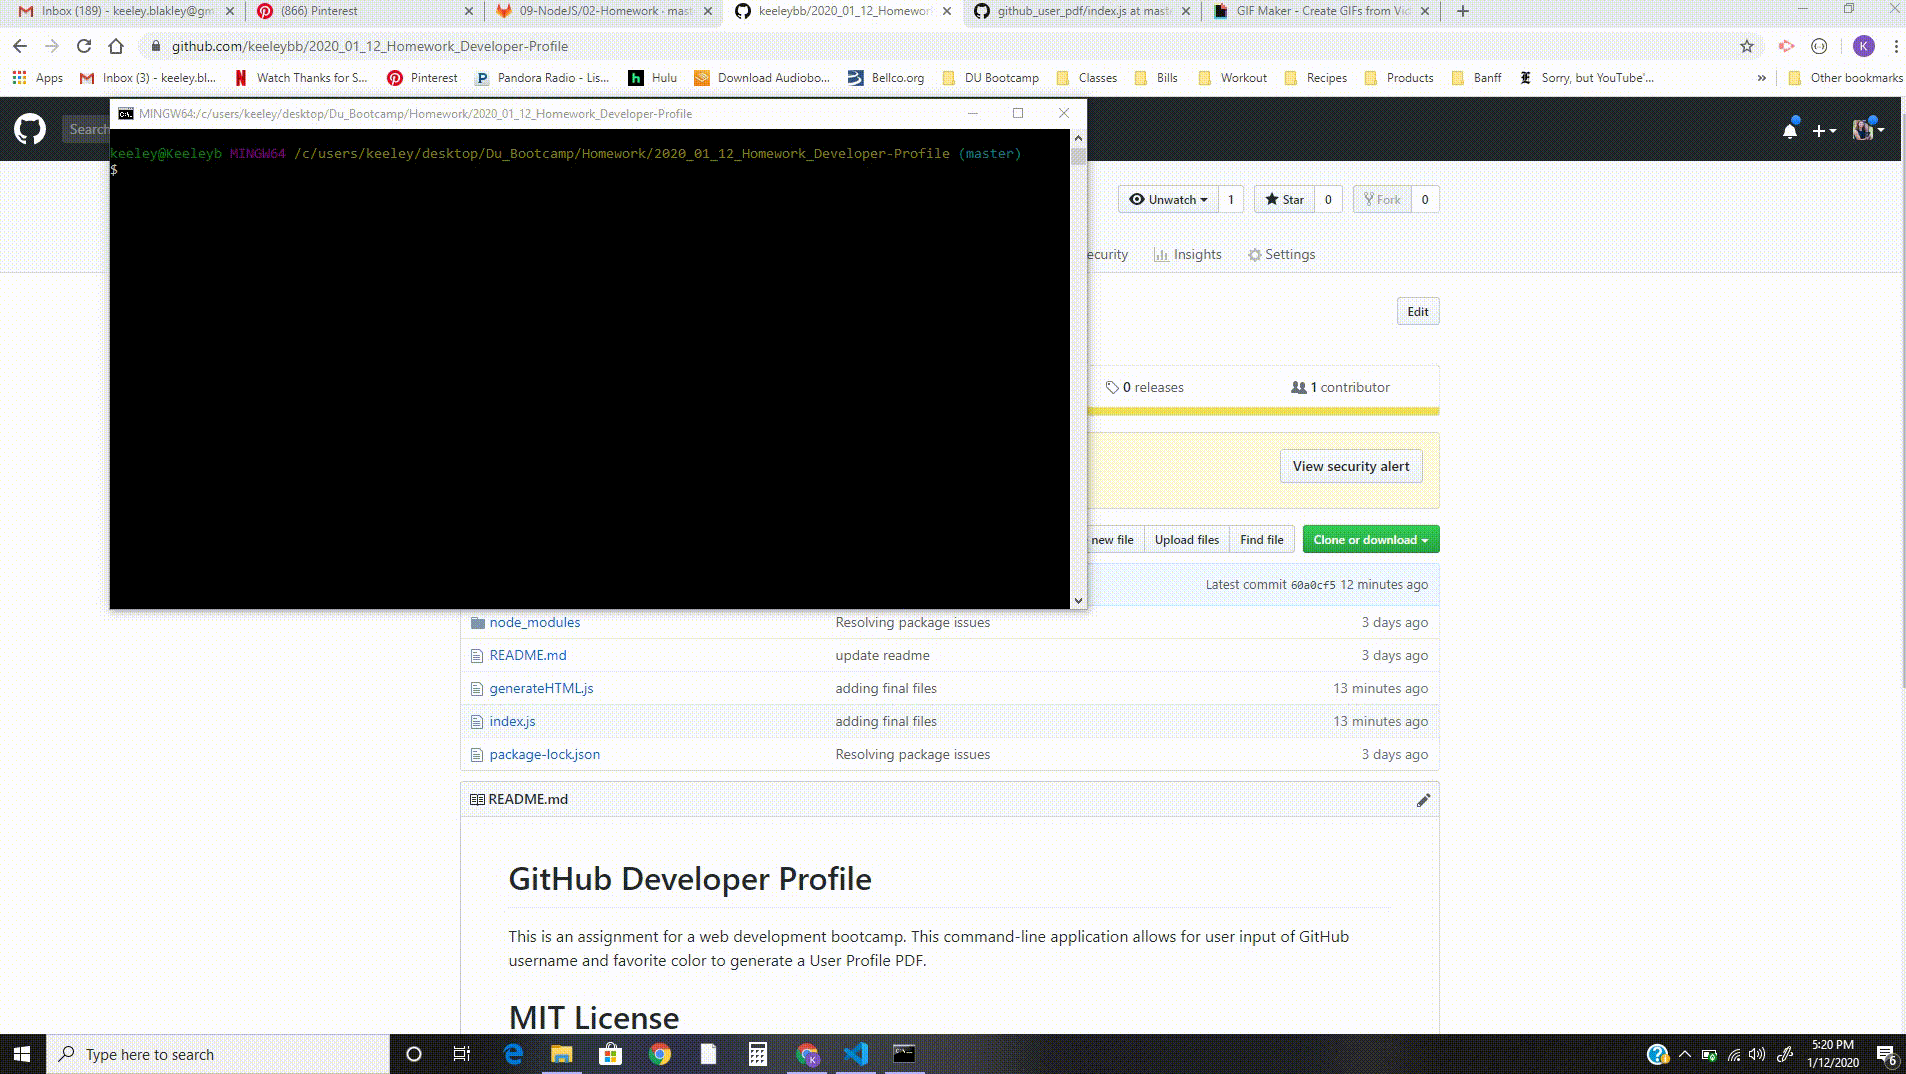 Inbox (189) - keeley.blakley@gm
(866) Pinterest
09-NodeJS/02-Homework · mast
keeleybb/2020_01_12_Homework
github_user_pdf/index.js at mast
GIF Maker - Create GIFs from Vid
github.com/keeleybb/2020_01_12_Homework_Developer-Profile
K
Apps
Inbox (3) - keeley.bl...
Watch Thanks for S...
Pinterest
Pandora Radio - Lis...
Hulu
Download Audiobo...
Bellco.org
DU Bootcamp
Classes
Bills
Workout
Recipes
Products
Banff
Sorry, but YouTube'...
»
Other bookmarks
MINGW64:/c/users/keeley/desktop/Du_Bootcamp/Homework/2020_01_12_Homework_Developer-Profile
Search
keeley@Keeleyb MINGW64 /c/users/keeley/desktop/Du_Bootcamp/Homework/2020_01_12_Homework_Developer-Profile (master)
$
Unwatch 1
Star 0
Fork 0
ecurity
Insights
Settings
Edit
0 releases
1 contributor
View security alert
new file
Upload files
Find file
Clone or download
Latest commit 60a0cf5 12 minutes ago
node_modules Resolving package issues 3 days ago
README.md update readme 3 days ago
generateHTML.js adding final files 13 minutes ago
index.js adding final files 13 minutes ago
package-lock.json Resolving package issues 3 days ago
README.md
GitHub Developer Profile
This is an assignment for a web development bootcamp. This command-line application allows for user input of GitHub
username and favorite color to generate a User Profile PDF.
MIT License
Type here to search
5:20 PM
1/12/2020
6